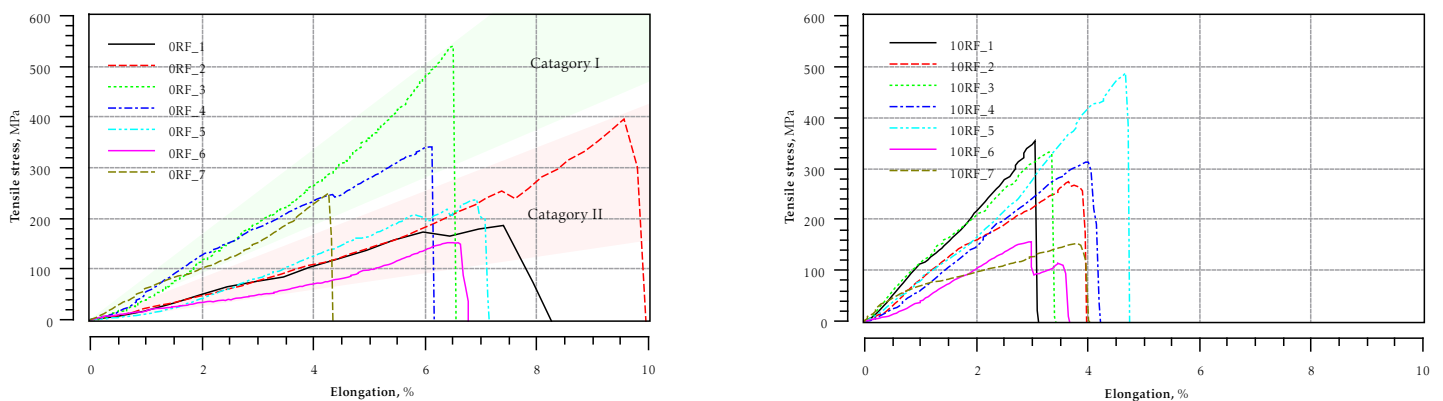 600
500
400
300
200
100
0
Tensile stress, MPa
0RF_1
0RF_2
0RF_3
0RF_4
0RF_5
0RF_6
0RF_7
Catagory I
Catagory II
0 2 4 6 8 10
Elongation, %
600
500
400
300
200
100
0
Tensile stress, MPa
10RF_1
10RF_2
10RF_3
10RF_4
10RF_5
10RF_6
10RF_7
0 2 4 6 8 10
Elongation, %